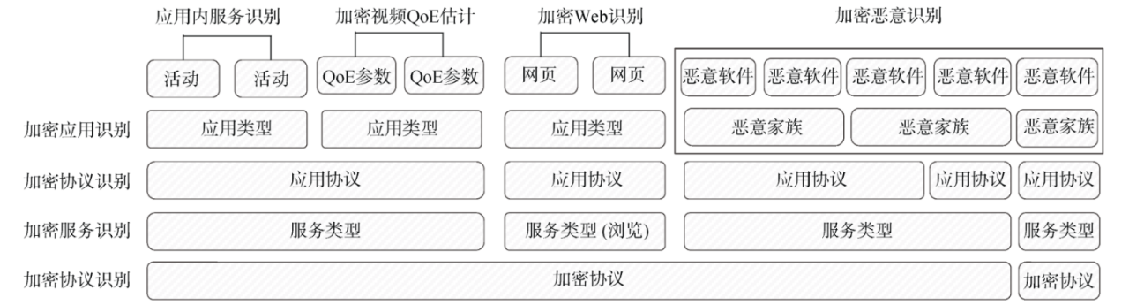 应用内服务识别 加密视频QoE估计 加密Web识别 加密恶意识别
活动 活动 QoE参数 QoE参数 网页 网页 恶意软件 恶意软件 恶意软件 恶意软件 恶意软件
加密应用识别 应用类型 应用类型 应用类型 恶意家族 恶意家族 恶意家族
加密协议识别 应用协议 应用协议 应用协议 应用协议 应用协议
加密服务识别 服务类型 服务类型 (浏览) 服务类型 服务类型
加密协议识别 加密协议 加密协议